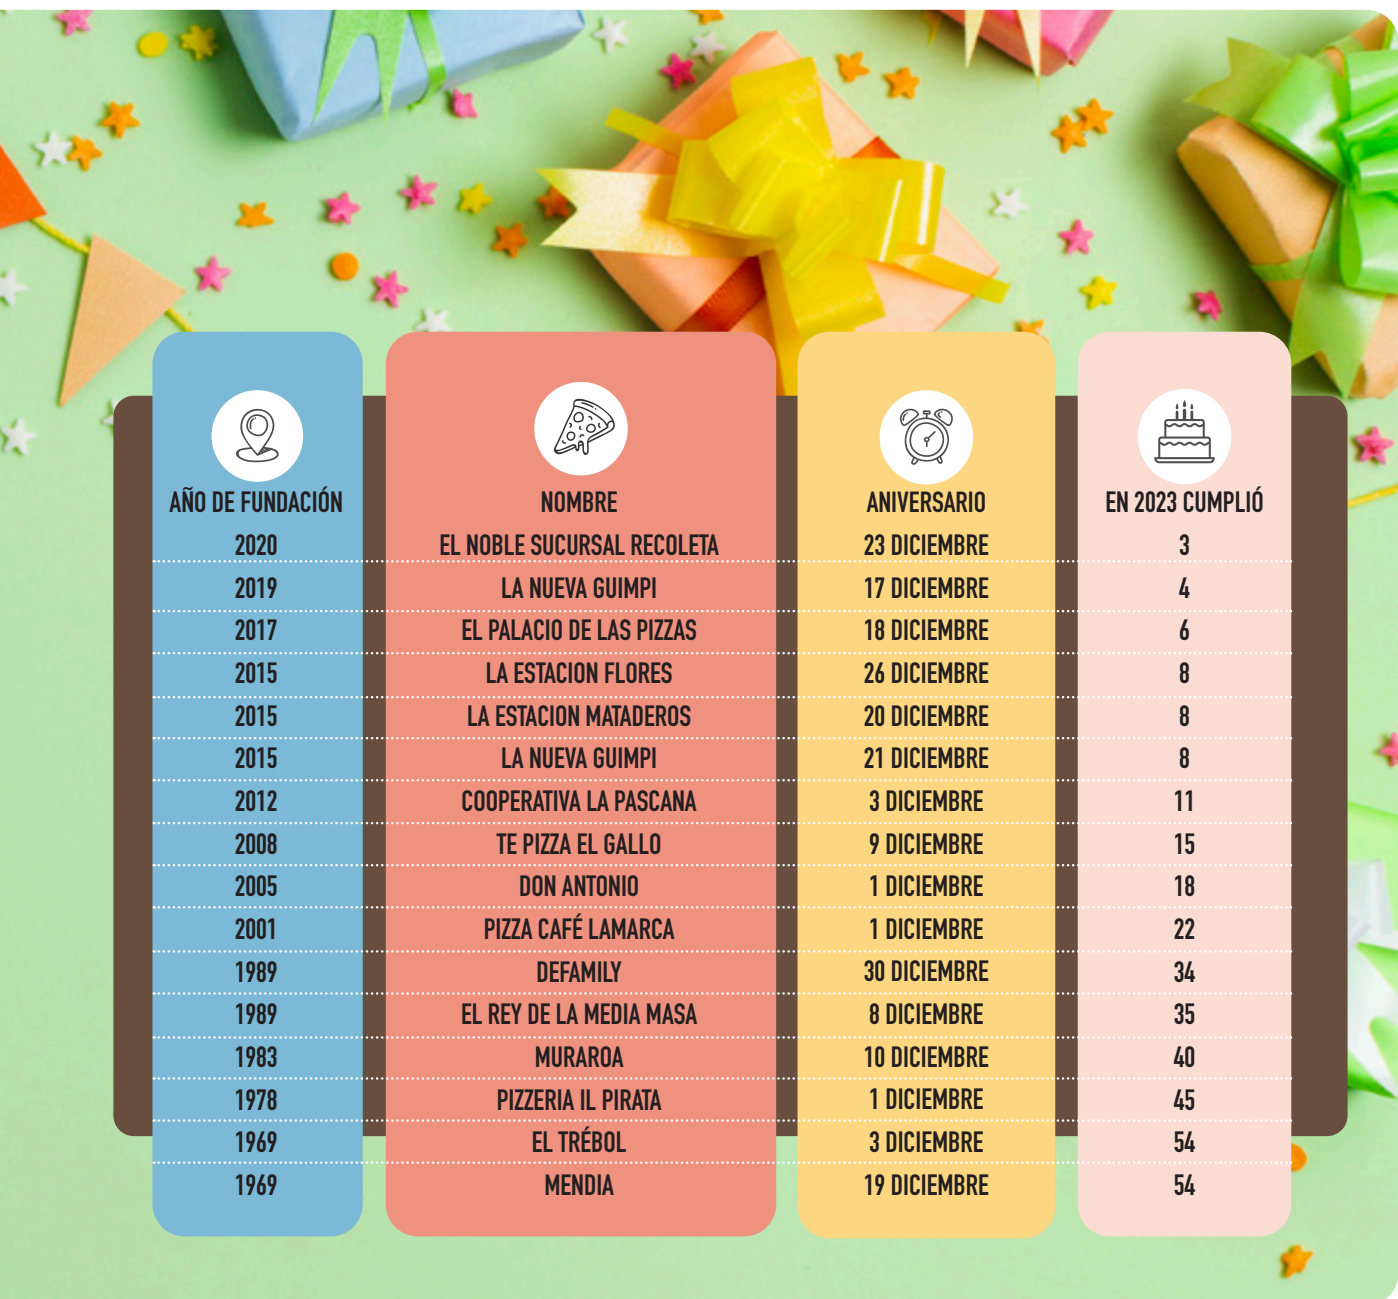 AÑO DE FUNDACIÓN NOMBRE ANIVERSARIO EN 2023 CUMPLIÓ
2020 EL NOBLE SUCURSAL RECOLETA 23 DICIEMBRE 3
2019 LA NUEVA GUIMPI 17 DICIEMBRE 4
2017 EL PALACIO DE LAS PIZZAS 18 DICIEMBRE 6
2015 LA ESTACION FLORES 26 DICIEMBRE 8
2015 LA ESTACION MATADEROS 20 DICIEMBRE 8
2015 LA NUEVA GUIMPI 21 DICIEMBRE 8
2012 COOPERATIVA LA PASCANA 3 DICIEMBRE 11
2008 TE PIZZA EL GALLO 9 DICIEMBRE 15
2005 DON ANTONIO 1 DICIEMBRE 18
2001 PIZZA CAFÉ LAMARCA 1 DICIEMBRE 22
1989 DEFAMILY 30 DICIEMBRE 34
1989 EL REY DE LA MEDIA MASA 8 DICIEMBRE 35
1983 MURAROA 10 DICIEMBRE 40
1978 PIZZERIA IL PIRATA 1 DICIEMBRE 45
1969 EL TRÉBOL 3 DICIEMBRE 54
1969 MENDIA 19 DICIEMBRE 54